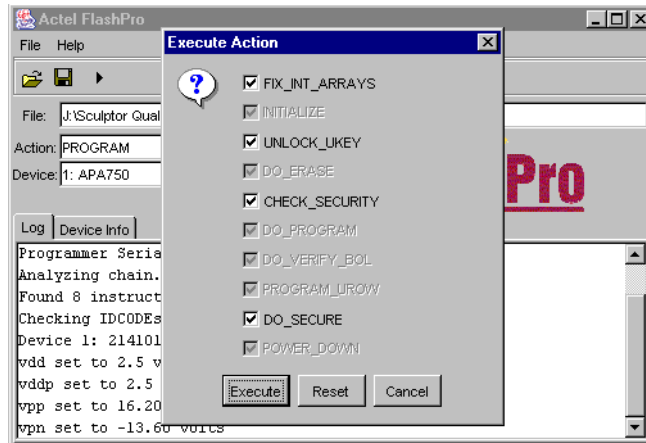 Actel FlashPro
File Help
File: J:\Sculptor Qual
Action: PROGRAM
Device: 1: APA750
Pro
Log Device Info
Programmer Seria
Analyzing chain.
Found 8 instruct
Checking IDCODEs
Device 1: 214101
vdd set to 2.5 v
vddp set to 2.5
vpp set to 16.20
vpn set to -13.60 volts
Execute Action
?
FIX_INT_ARRAYS
INITIALIZE
UNLOCK_UKEY
DO_ERASE
CHECK_SECURITY
DO_PROGRAM
DO_VERIFY_BOL
PROGRAM_UROW
DO_SECURE
POWER_DOWN
Execute Reset Cancel